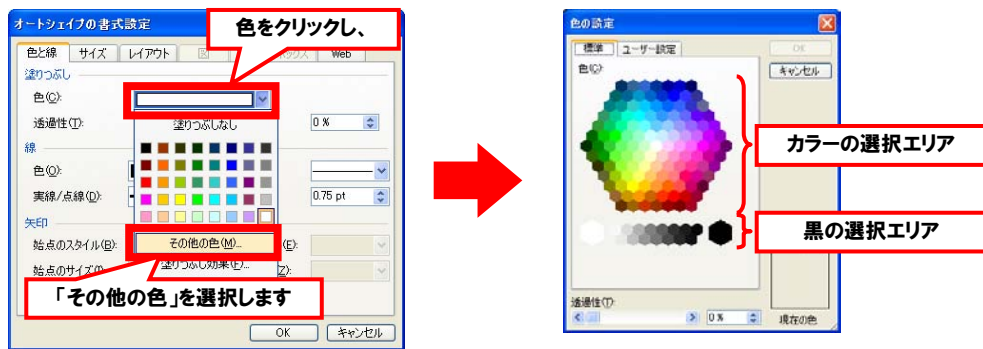 オートシェイプの書式設定
色をクリックし、
色と線 サイズ レイアウト 図 Web
塗りつぶし
色(C):
透過性(T): 塗りつぶしなし 0 %
線
色(O):
実線/点線(D): 0.75 pt
矢印
始点のスタイル(B): その他の色(M)... (E):
始点のサイズ 塗りつぶし効果(F)... Z):
「その他の色」を選択します
OK キャンセル
色の設定
標準 ユーザー設定 OK
色(C): キャンセル
カラーの選択エリア
黒の選択エリア
透過性(T):
0 % 現在の色